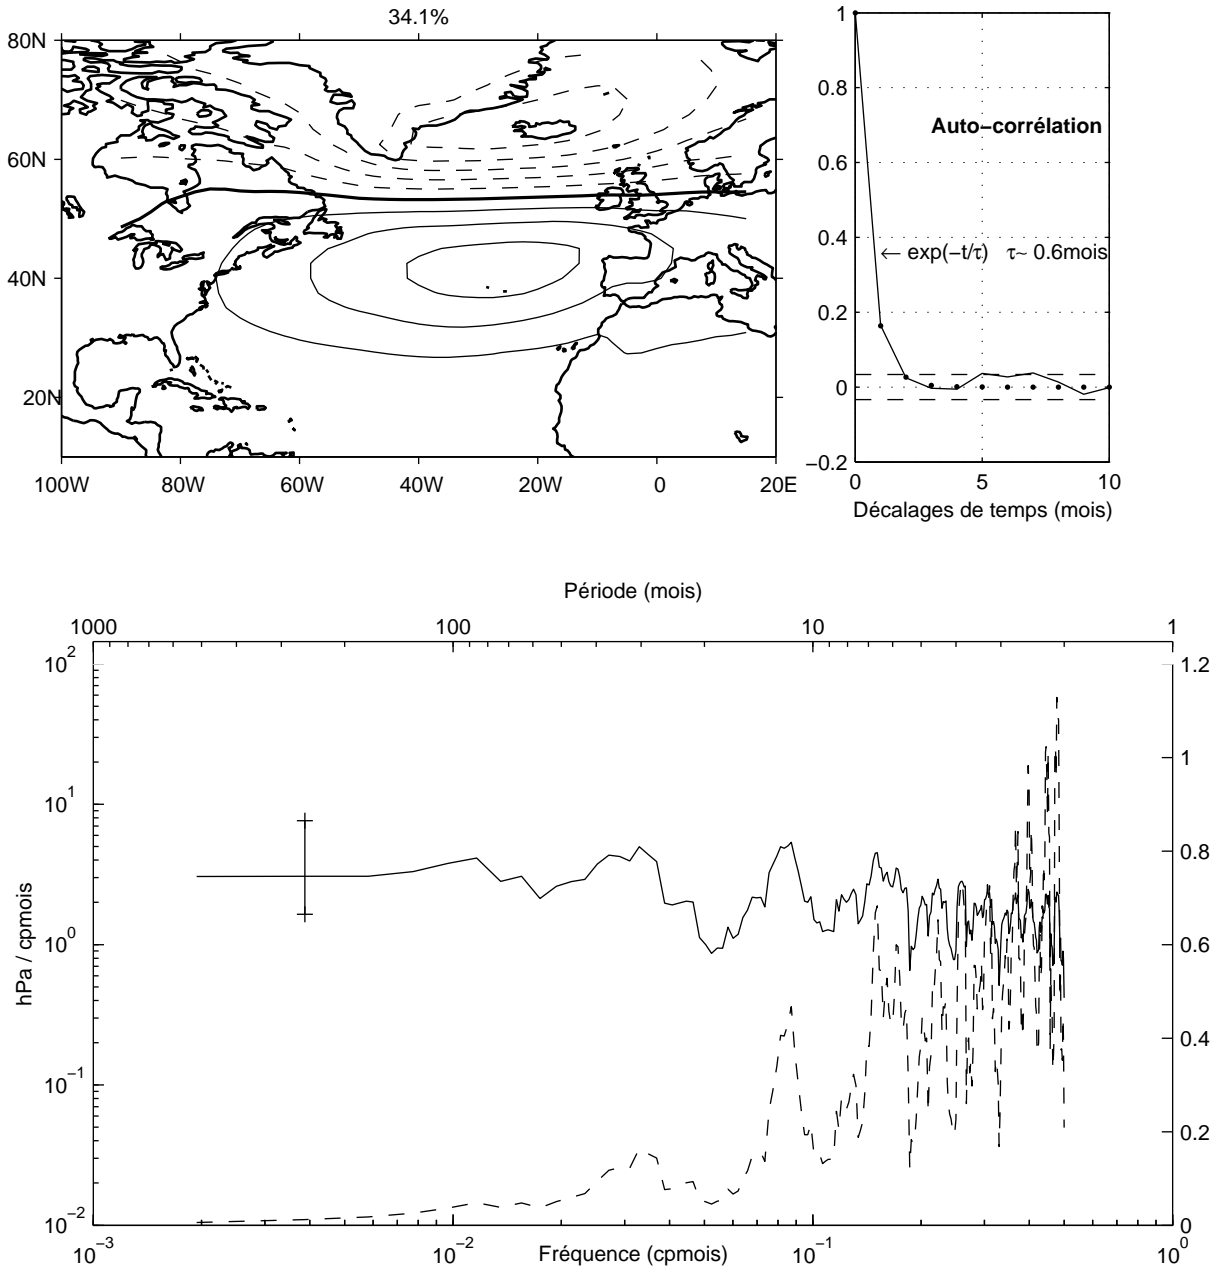 34.1%
80N
60N
40N
20N
100W 80W 60W 40W 20W 0 20E
1
0.8
0.6
0.4
0.2
0
−0.2
Auto−corrélation
← exp(−t/τ) τ~ 0.6mois
0 5 10
Décalages de temps (mois)
Période (mois)
1000 100 10 1
10^2
10^1
10^0
10^−1
10^−2
hPa / cpmois
1.2
1
0.8
0.6
0.4
0.2
0
10^−3 10^−2 10^−1 10^0
Fréquence (cpmois)